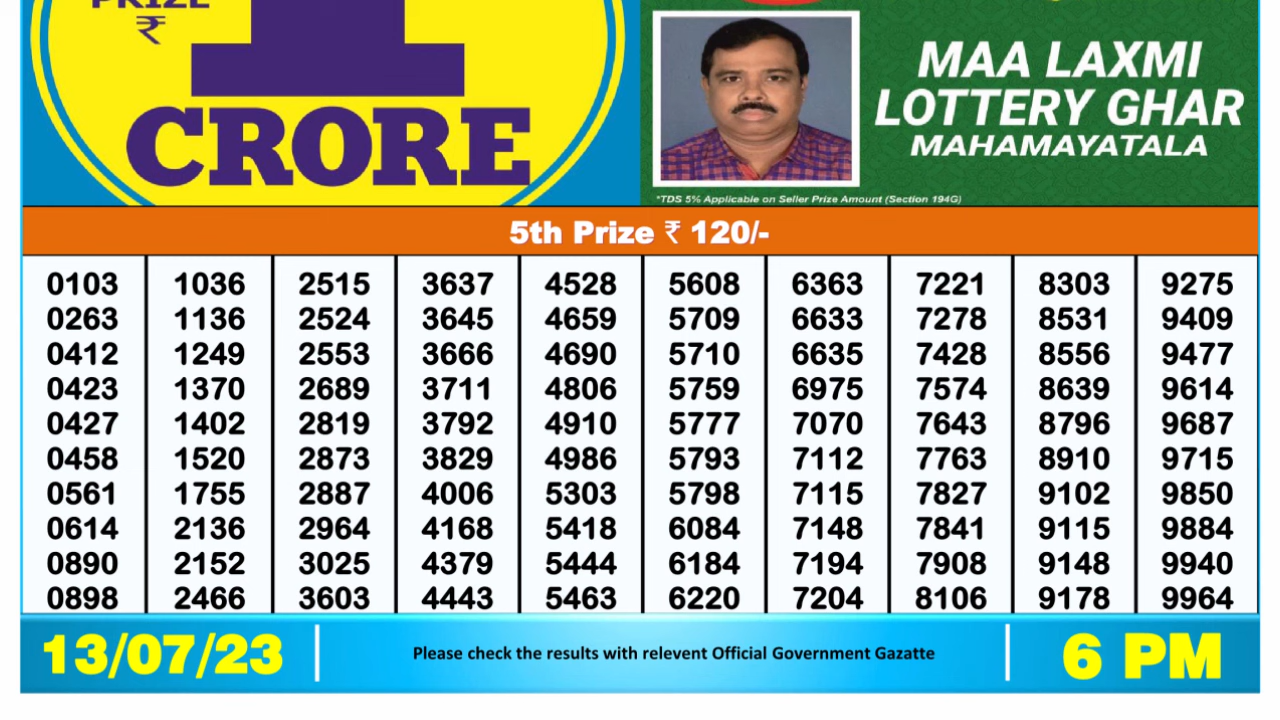 PRIZE
₹
1
CRORE
MAA LAXMI
LOTTERY GHAR
MAHAMAYATALA
*TDS 5% Applicable on Seller Prize Amount (Section 194G)
5th Prize ₹ 120/-
0103 1036 2515 3637 4528 5608 6363 7221 8303 9275
0263 1136 2524 3645 4659 5709 6633 7278 8531 9409
0412 1249 2553 3666 4690 5710 6635 7428 8556 9477
0423 1370 2689 3711 4806 5759 6975 7574 8639 9614
0427 1402 2819 3792 4910 5777 7070 7643 8796 9687
0458 1520 2873 3829 4986 5793 7112 7763 8910 9715
0561 1755 2887 4006 5303 5798 7115 7827 9102 9850
0614 2136 2964 4168 5418 6084 7148 7841 9115 9884
0890 2152 3025 4379 5444 6184 7194 7908 9148 9940
0898 2466 3603 4443 5463 6220 7204 8106 9178 9964
13/07/23
Please check the results with relevent Official Government Gazatte
6 PM